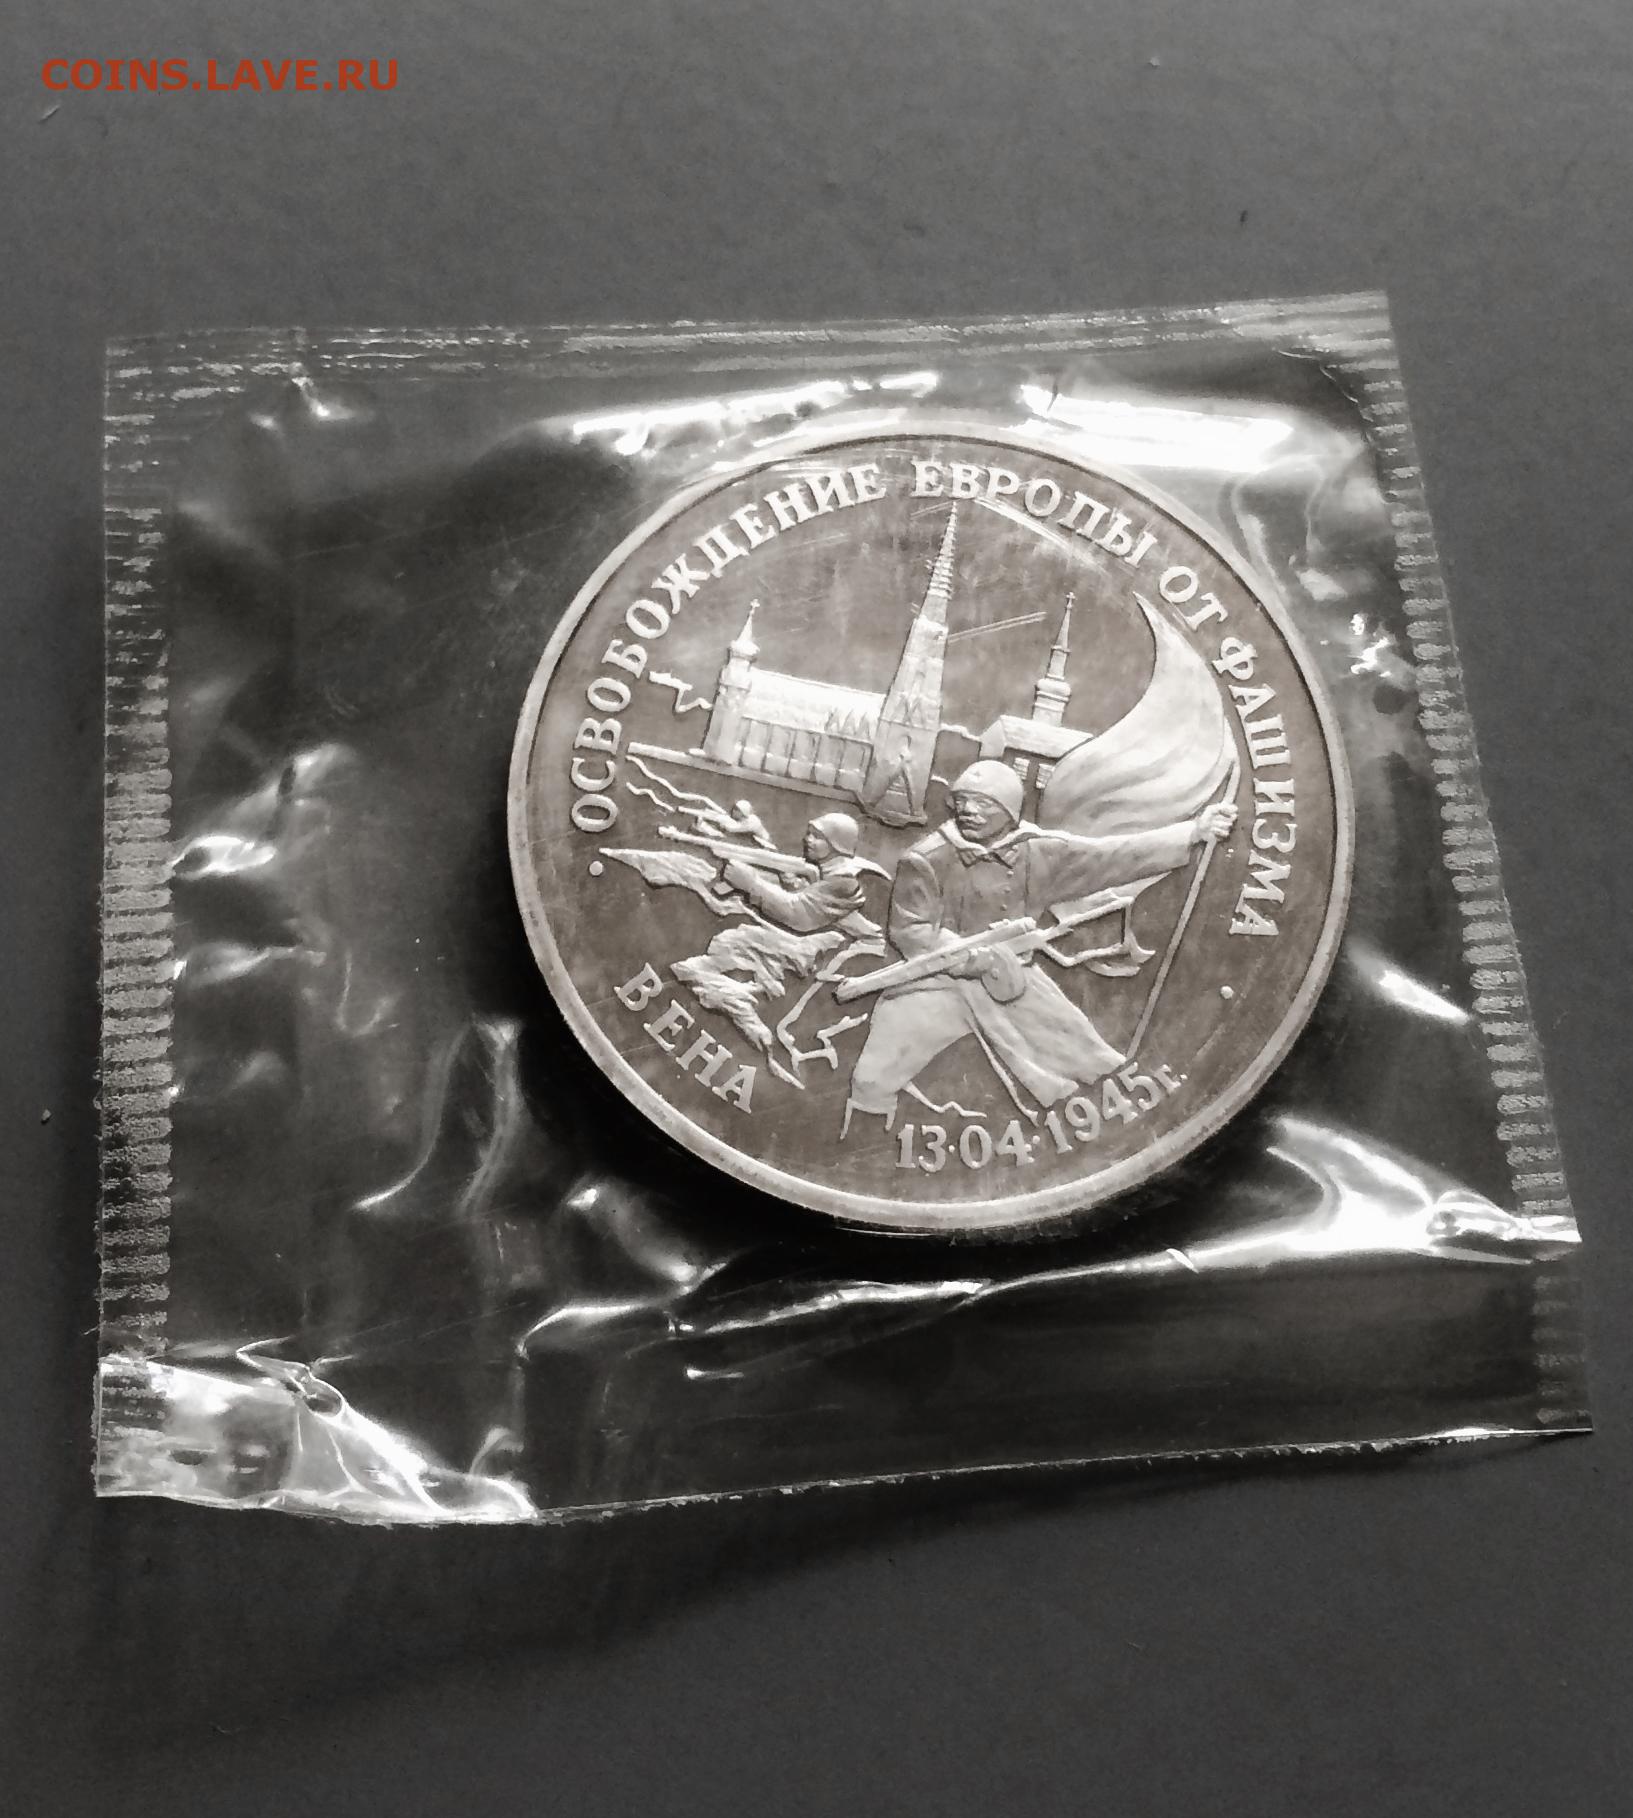 COINS.LAVE.RU
· ОСВОБОЖДЕНИЕ ЕВРОПЫ ОТ ФАШИЗМА ·
ВЕНА
13·04·1945г.